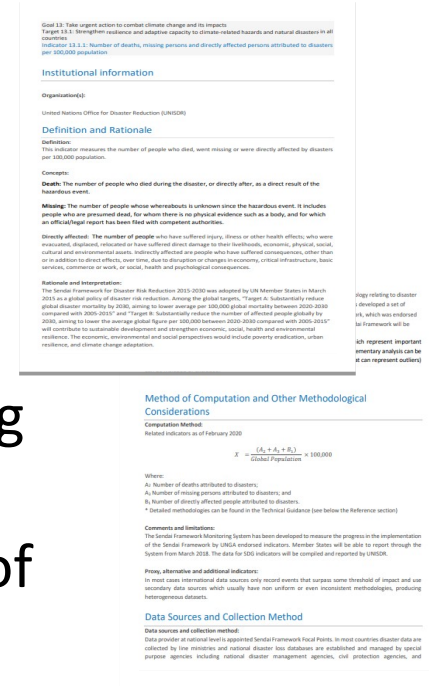 Goal 13: Take urgent action to combat climate change and its impacts
Target 13.1: Strengthen resilience and adaptive capacity to climate-related hazards and natural disasters in all
countries
Indicator 13.1.1: Number of deaths, missing persons and directly affected persons attributed to disasters
per 100,000 population
Institutional information
Organisation(s):
United Nations Office for Disaster Reduction (UNISDR)
Definition and Rationale
Definition:
This indicator measures the number of people who died, went missing or were directly affected by disasters
per 100,000 population.
Concepts:
Death: The number of people who died during the disaster, or directly after, as a direct result of the
hazardous event.
Missing: The number of people whose whereabouts is unknown since the hazardous event. It includes
people who are presumed dead, for whom there is no physical evidence such as a body, and for which
an official/legal report has been filed with competent authorities.
Directly affected: The number of people who have suffered injury, illness or other health effects; who were
evacuated, displaced, relocated or have suffered direct damage to their livelihoods, economic, physical, social,
cultural and environmental assets. Indirectly affected are people who have suffered consequences, other than
or in addition to direct effects, over time, due to disruption or changes in economy, critical infrastructure, basic
services, commerce or work, or social, health and psychological consequences.
Rationale and Interpretation:
The Sendai Framework for Disaster Risk Reduction 2015-2030 was adopted by UN Member States in March
2015 as a global policy of disaster risk reduction. Among the global targets, "Target A: Substantially reduce
global disaster mortality by 2030, aiming to lower average per 100,000 global mortality between 2020-2030
compared with 2005-2015" and "Target B: Substantially reduce the number of affected people globally by
2030, aiming to lower the average global figure per 100,000 between 2020-2030 compared with 2005-2015"
will contribute to sustainable development and strengthen economic, social, health and environmental
resilience. The economic, environmental and social perspectives would include poverty eradication, urban
resilience, and climate change adaptation.
ology relating to disaster
developed a set of
rk, which was endorsed
dai Framework will be
ich represent important
ementary analysis can be
at can represent outliers)
g
of
Method of Computation and Other Methodological
Considerations
Computation Method:
Related indicators as of February 2020
X = (A₂ + A₃ + B₁) / Global Population × 100,000
Where:
A₂ Number of deaths attributed to disasters;
A₃ Number of missing persons attributed to disasters; and
B₁ Number of directly affected people attributed to disasters.
* Detailed methodologies can be found in the Technical Guidance (see below the Reference section)
Comments and limitations:
The Sendai Framework Monitoring System has been developed to measure the progress in the implementation
of the Sendai Framework by UNGA endorsed indicators. Member States will be able to report through the
System from March 2018. The data for SDG indicators will be compiled and reported by UNISDR.
Proxy, alternative and additional indicators:
In most cases international data sources only record events that surpass some threshold of impact and use
secondary data sources which usually have non uniform or even inconsistent methodologies, producing
heterogeneous datasets.
Data Sources and Collection Method
Data sources and collection method:
Data provider at national level is appointed Sendai Framework Focal Points. In most countries disaster data are
collected by line ministries and national disaster loss databases are established and managed by special
purpose agencies including national disaster management agencies, civil protection agencies, and